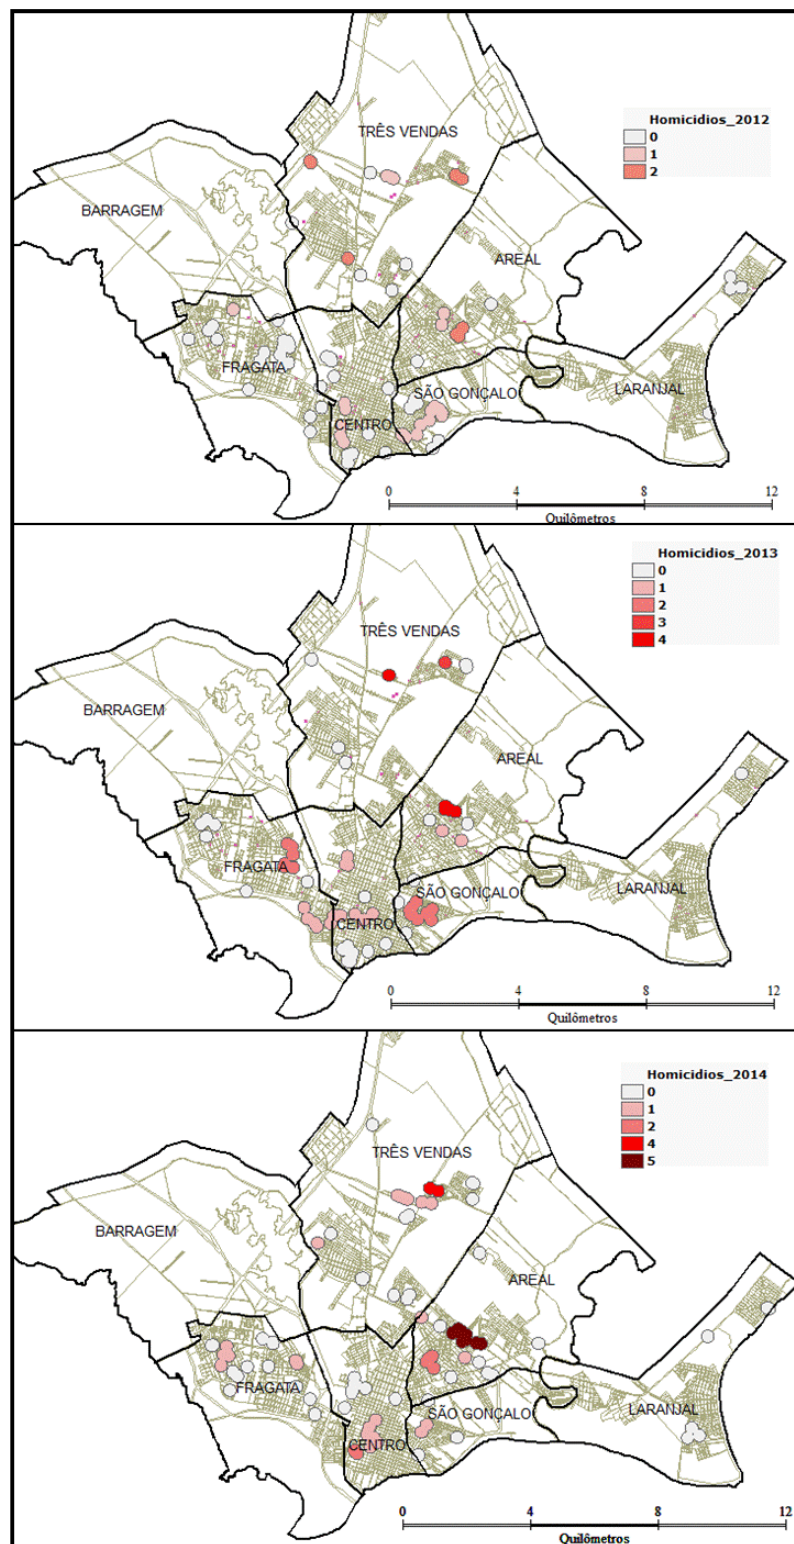 Homicidios_2012
0
1
2
TRÊS VENDAS
BARRAGEM
AREAL
FRAGATA
SÃO GONÇALO
LARANJAL
CENTRO
0 4 8 12
Quilômetros
Homicidios_2013
0
1
2
3
4
TRÊS VENDAS
BARRAGEM
AREAL
FRAGATA
SÃO GONÇALO
LARANJAL
CENTRO
0 4 8 12
Quilômetros
Homicidios_2014
0
1
2
4
5
TRÊS VENDAS
BARRAGEM
AREAL
FRAGATA
SÃO GONÇALO
LARANJAL
CENTRO
0 4 8 12
Quilômetros